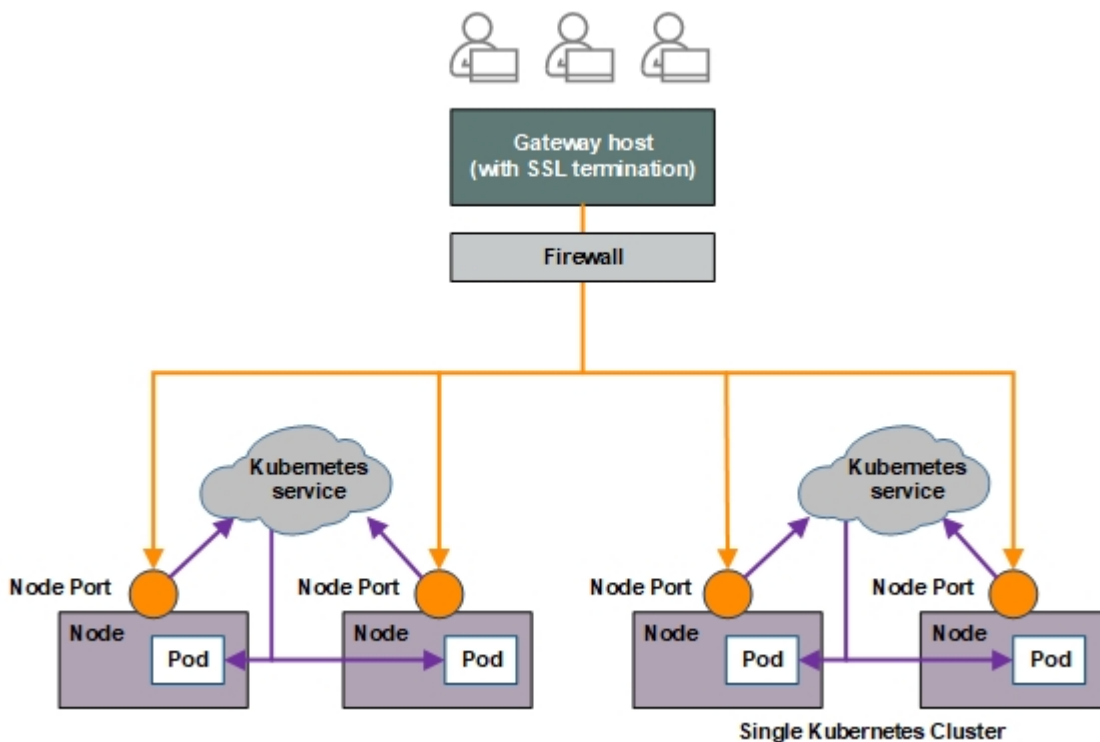 Gateway host
(with SSL termination)
Firewall
Kubernetes
service
Kubernetes
service
Node Port
Node Port
Node Port
Node Port
Node
Node
Node
Node
Pod
Pod
Pod
Pod
Single Kubernetes Cluster